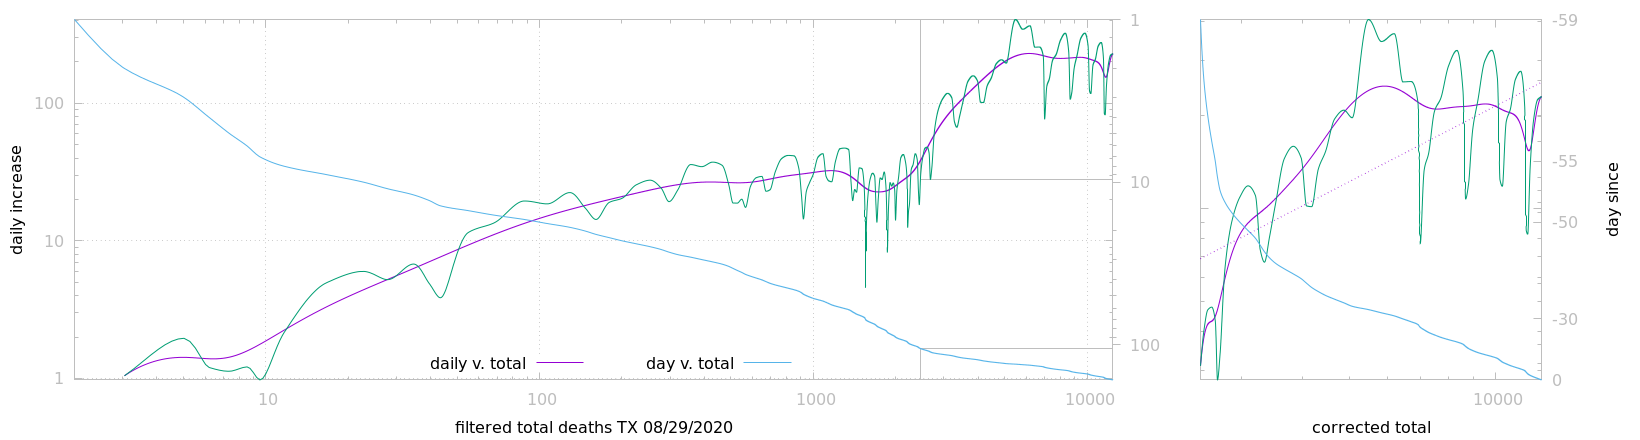 1
-59
100
daily increase
10
-55
-50
day since
10
-30
daily v. total
day v. total
100
1
0
10
100
1000
10000
10000
filtered total deaths TX 08/29/2020
corrected total